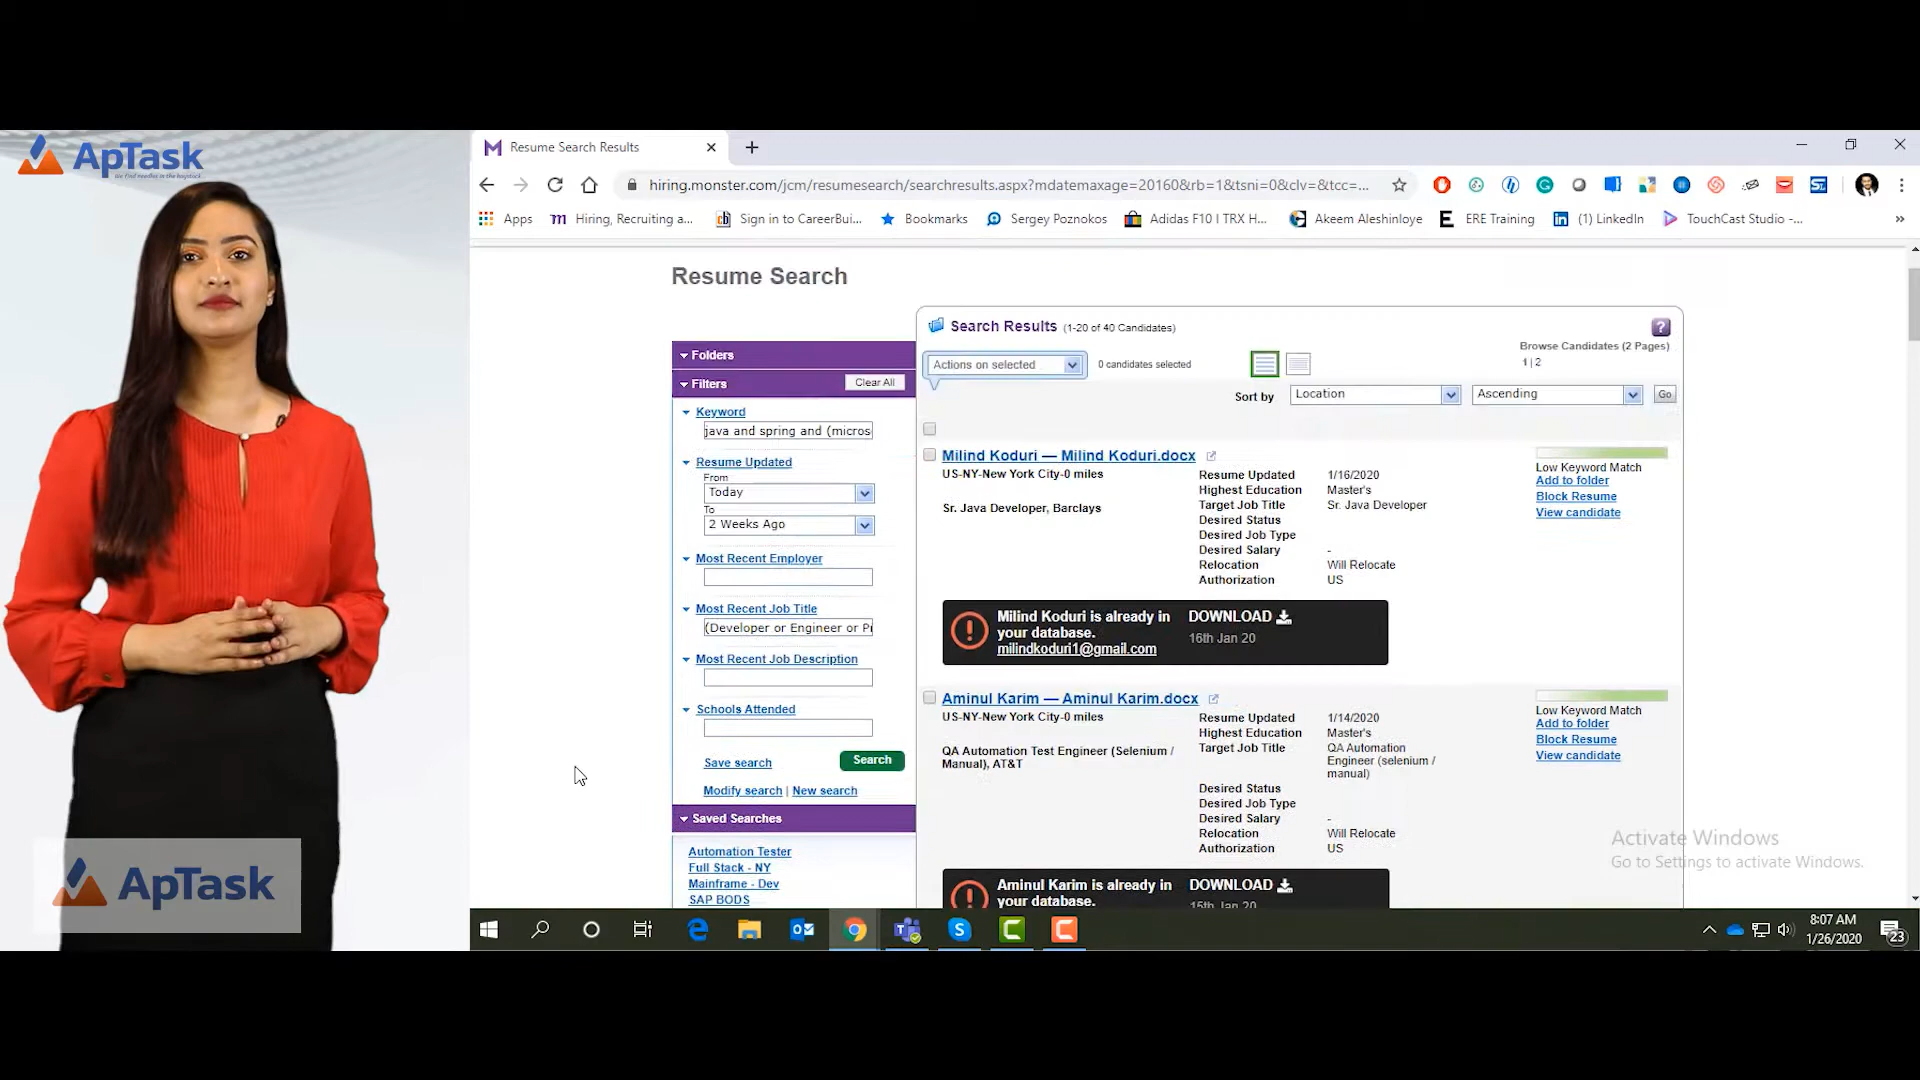 ApTask
We find needles in the haystack
Resume Search Results
hiring.monster.com/jcm/resumesearch/searchresults.aspx?mdatemaxage=20160&rb=1&tsni=0&clv=&tcc=...
Apps
Hiring, Recruiting a...
Sign in to CareerBui...
Bookmarks
Sergey Poznokos
Adidas F10 I TRX H...
Akeem Aleshinloye
ERE Training
(1) LinkedIn
TouchCast Studio -...
Resume Search
Folders
Filters
Clear All
Keyword
java and spring and (micros
Resume Updated
From
Today
To
2 Weeks Ago
Most Recent Employer
Most Recent Job Title
(Developer or Engineer or Pr
Most Recent Job Description
Schools Attended
Save search
Search
Modify search | New search
Saved Searches
Automation Tester
Full Stack - NY
Mainframe - Dev
SAP BODS
Search Results (1-20 of 40 Candidates)
?
Browse Candidates (2 Pages)
1 | 2
Actions on selected
0 candidates selected
Sort by
Location
Ascending
Go
Milind Koduri — Milind Koduri.docx
US-NY-New York City-0 miles
Sr. Java Developer, Barclays
Resume Updated 1/16/2020
Highest Education Master's
Target Job Title Sr. Java Developer
Desired Status
Desired Job Type
Desired Salary -
Relocation Will Relocate
Authorization US
Low Keyword Match
Add to folder
Block Resume
View candidate
Milind Koduri is already in
your database.
milindkoduri1@gmail.com
DOWNLOAD
16th Jan 20
Aminul Karim — Aminul Karim.docx
US-NY-New York City-0 miles
QA Automation Test Engineer (Selenium /
Manual), AT&T
Resume Updated 1/14/2020
Highest Education Master's
Target Job Title QA Automation
Engineer (selenium /
manual)
Desired Status
Desired Job Type
Desired Salary -
Relocation Will Relocate
Authorization US
Low Keyword Match
Add to folder
Block Resume
View candidate
Aminul Karim is already in
your database.
DOWNLOAD
15th Jan 20
Activate Windows
Go to Settings to activate Windows.
ApTask
8:07 AM
1/26/2020
23